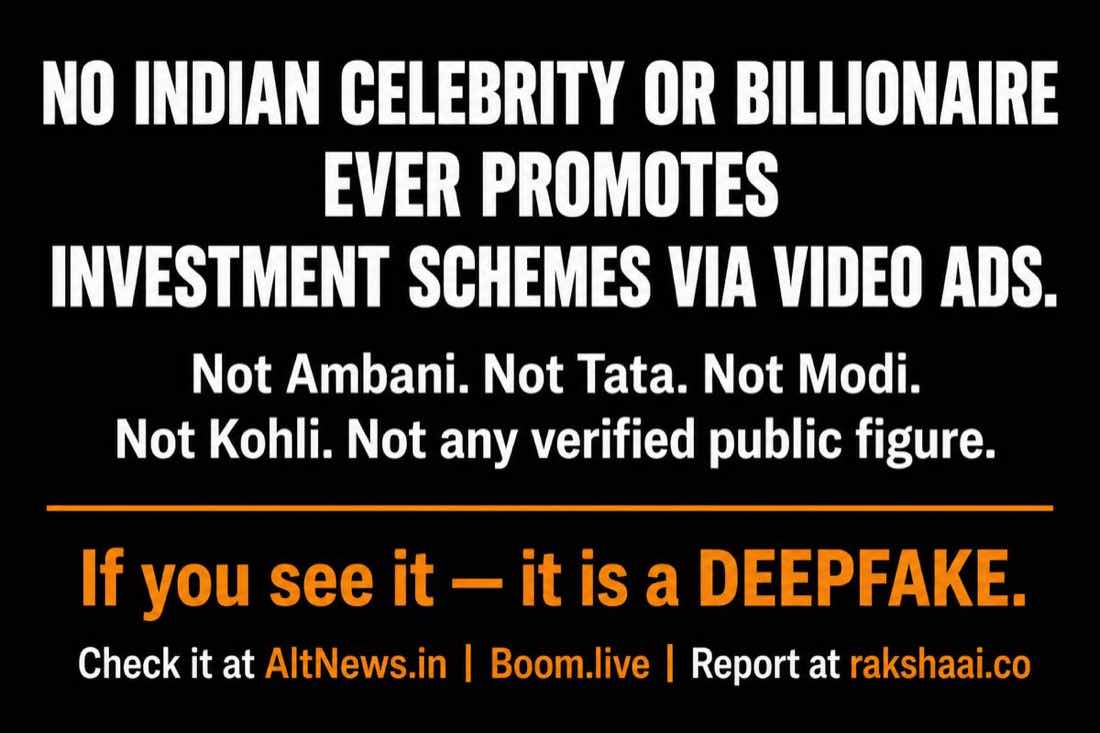 NO INDIAN CELEBRITY OR BILLIONAIRE
EVER PROMOTES
INVESTMENT SCHEMES VIA VIDEO ADS.
Not Ambani. Not Tata. Not Modi.
Not Kohli. Not any verified public figure.
If you see it — it is a DEEPFAKE.
Check it at AltNews.in | Boom.live | Report at rakshaai.co